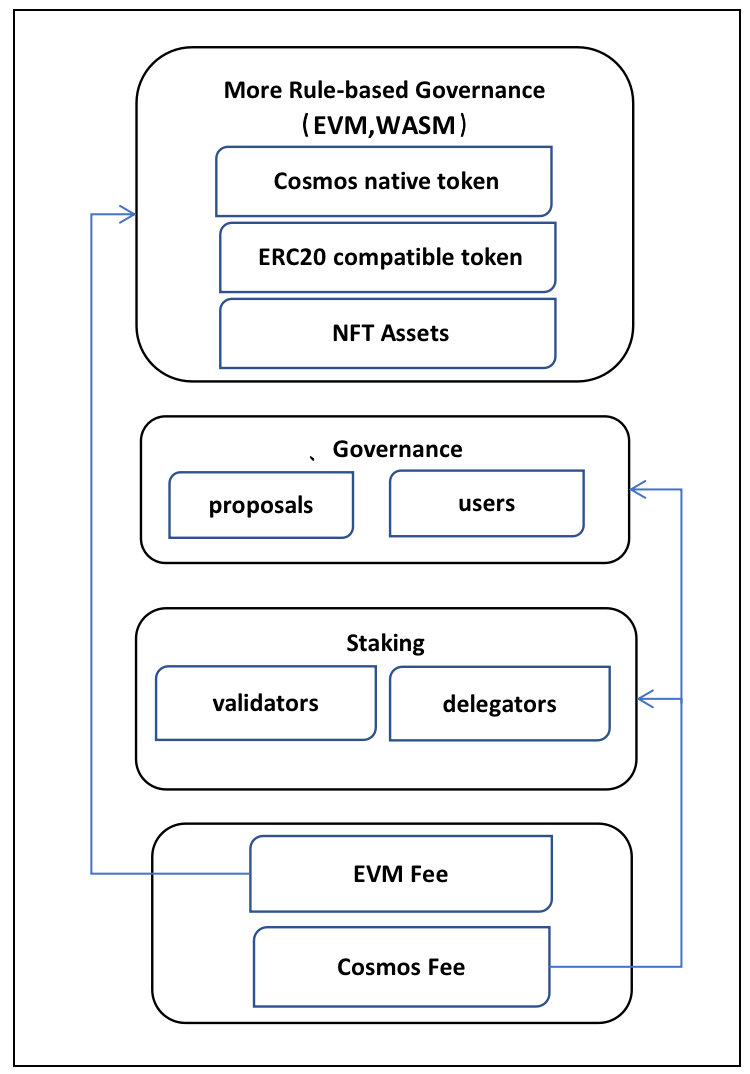 More Rule-based Governance
（EVM,WASM）
Cosmos native token
ERC20 compatible token
NFT Assets
、 Governance
proposals
users
Staking
validators
delegators
EVM Fee
Cosmos Fee